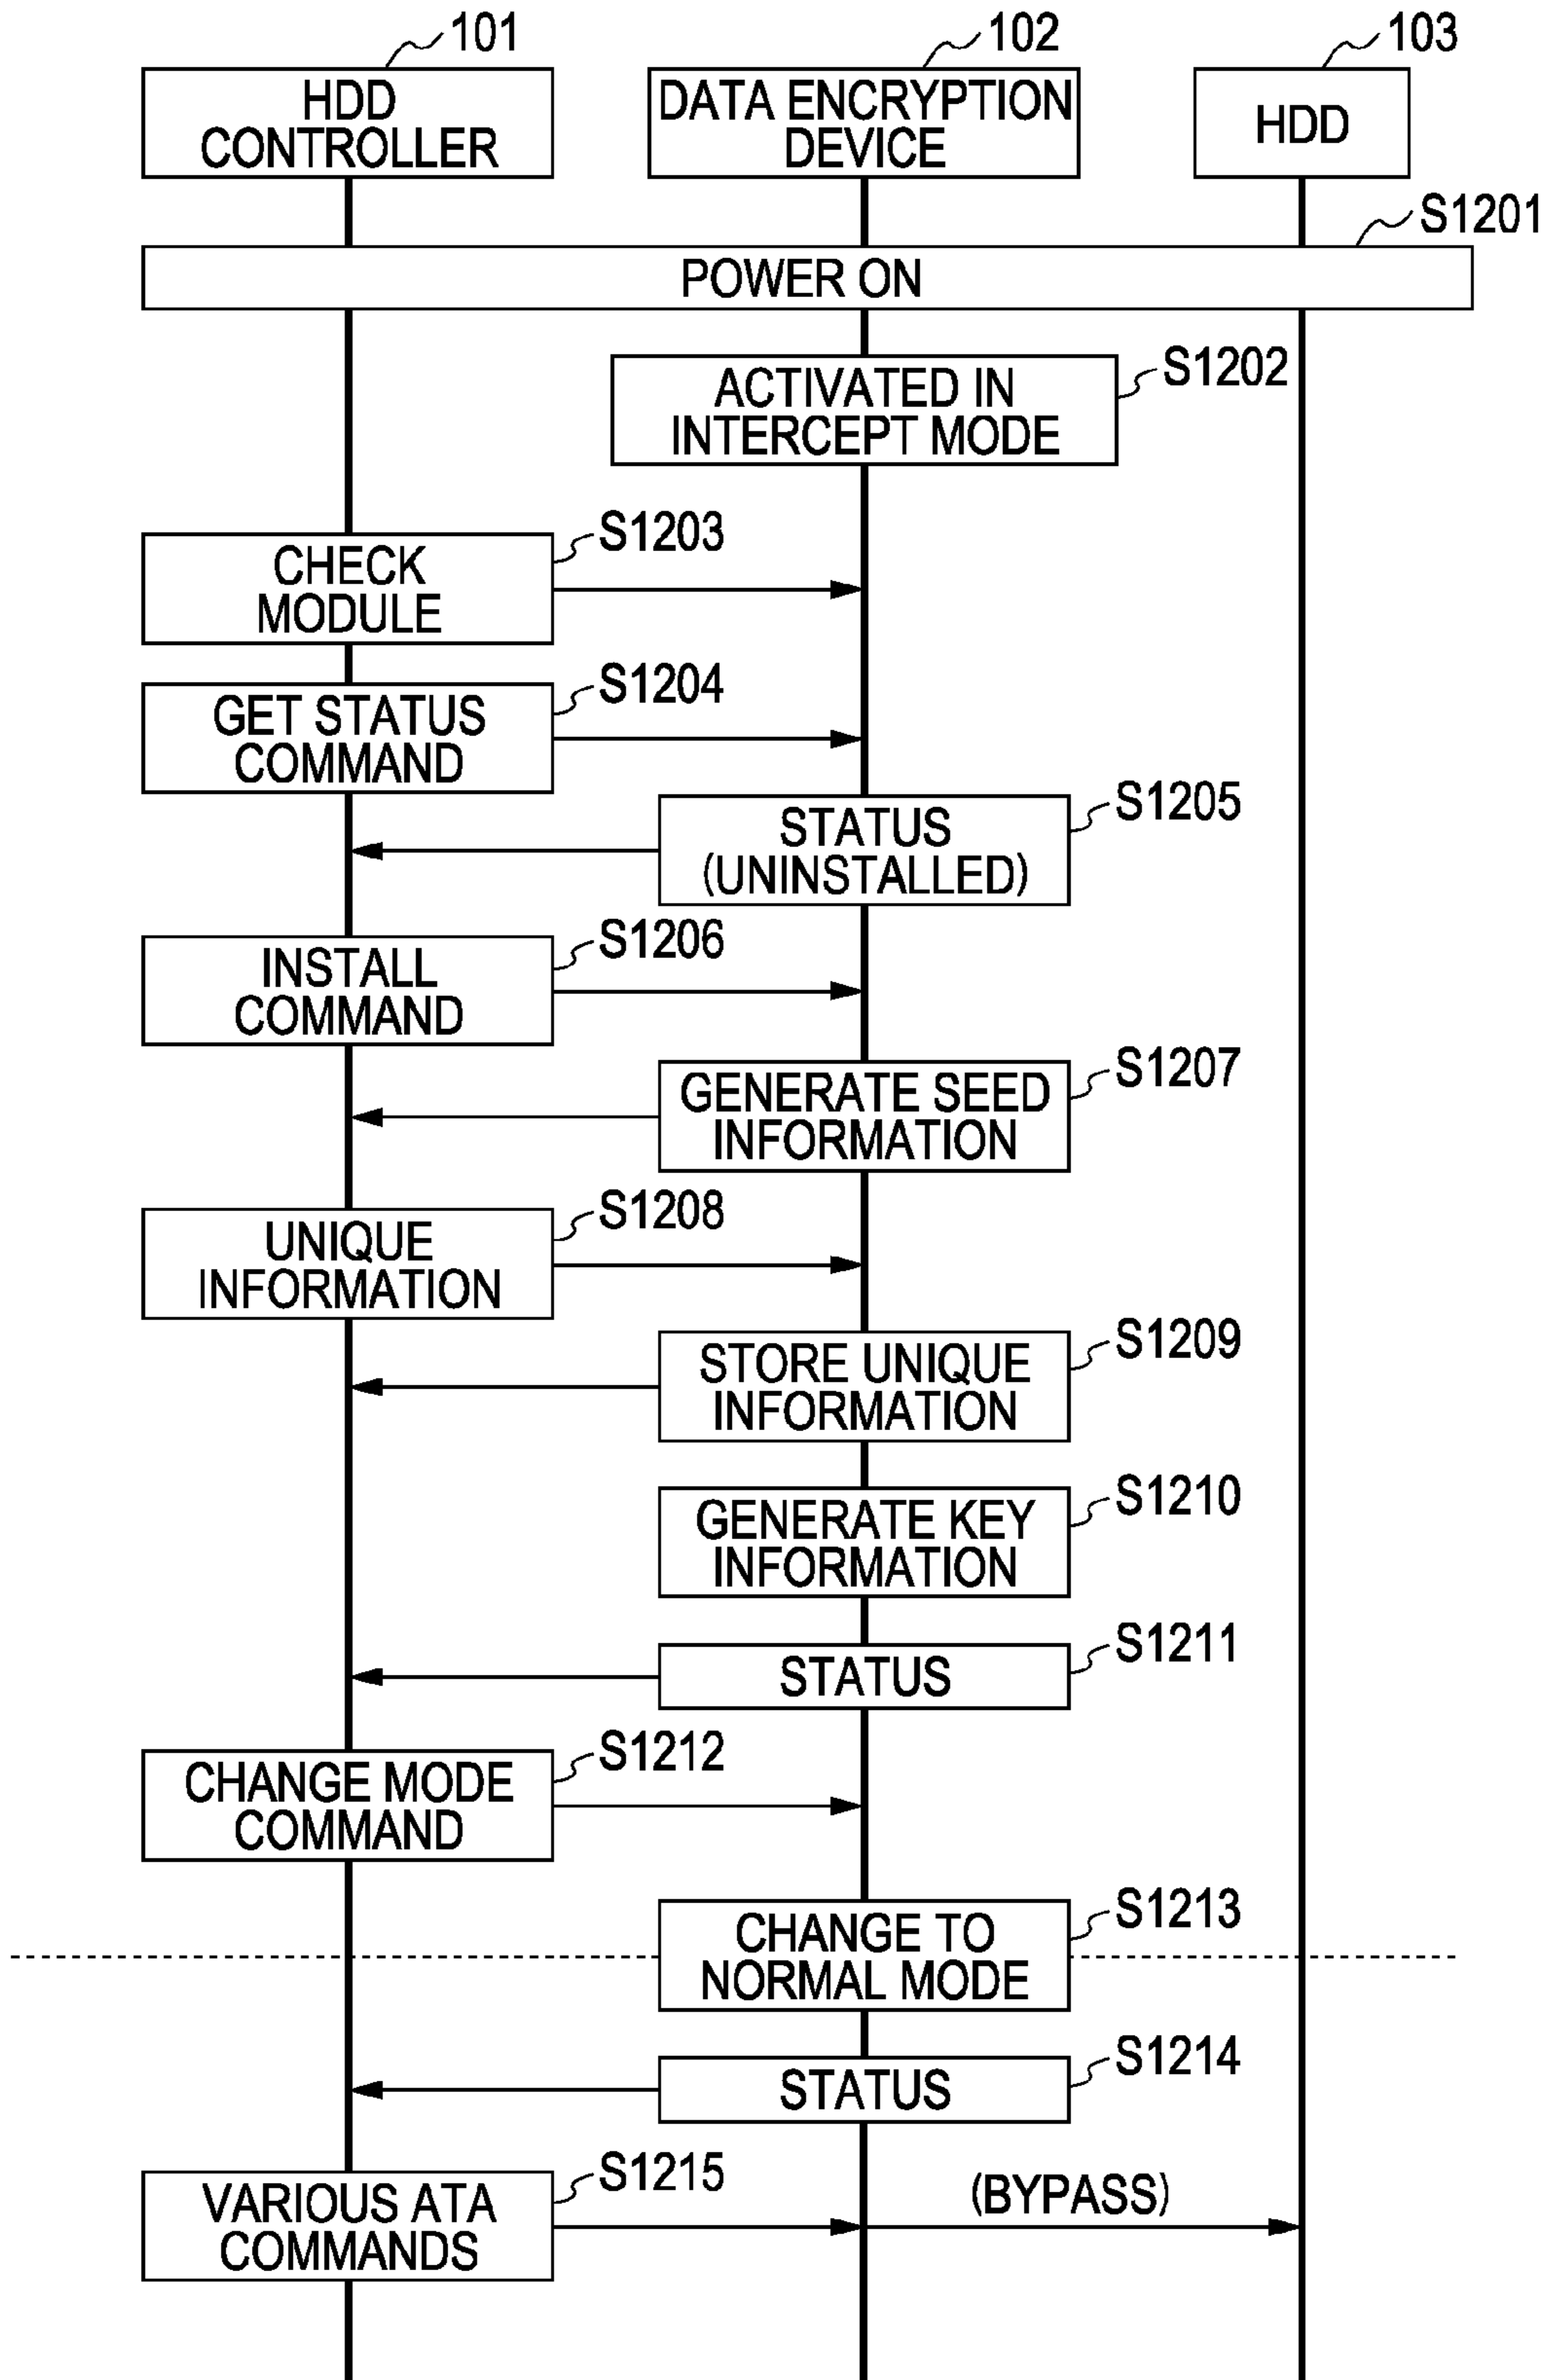 101
102
103
HDD
CONTROLLER
DATA ENCRYPTION
DEVICE
HDD
S1201
POWER ON
S1202
ACTIVATED IN
INTERCEPT MODE
S1203
CHECK
MODULE
S1204
GET STATUS
COMMAND
S1205
STATUS
(UNINSTALLED)
S1206
INSTALL
COMMAND
S1207
GENERATE SEED
INFORMATION
S1208
UNIQUE
INFORMATION
S1209
STORE UNIQUE
INFORMATION
S1210
GENERATE KEY
INFORMATION
S1211
STATUS
S1212
CHANGE MODE
COMMAND
S1213
CHANGE TO
NORMAL MODE
S1214
STATUS
S1215
VARIOUS ATA
COMMANDS
(BYPASS)